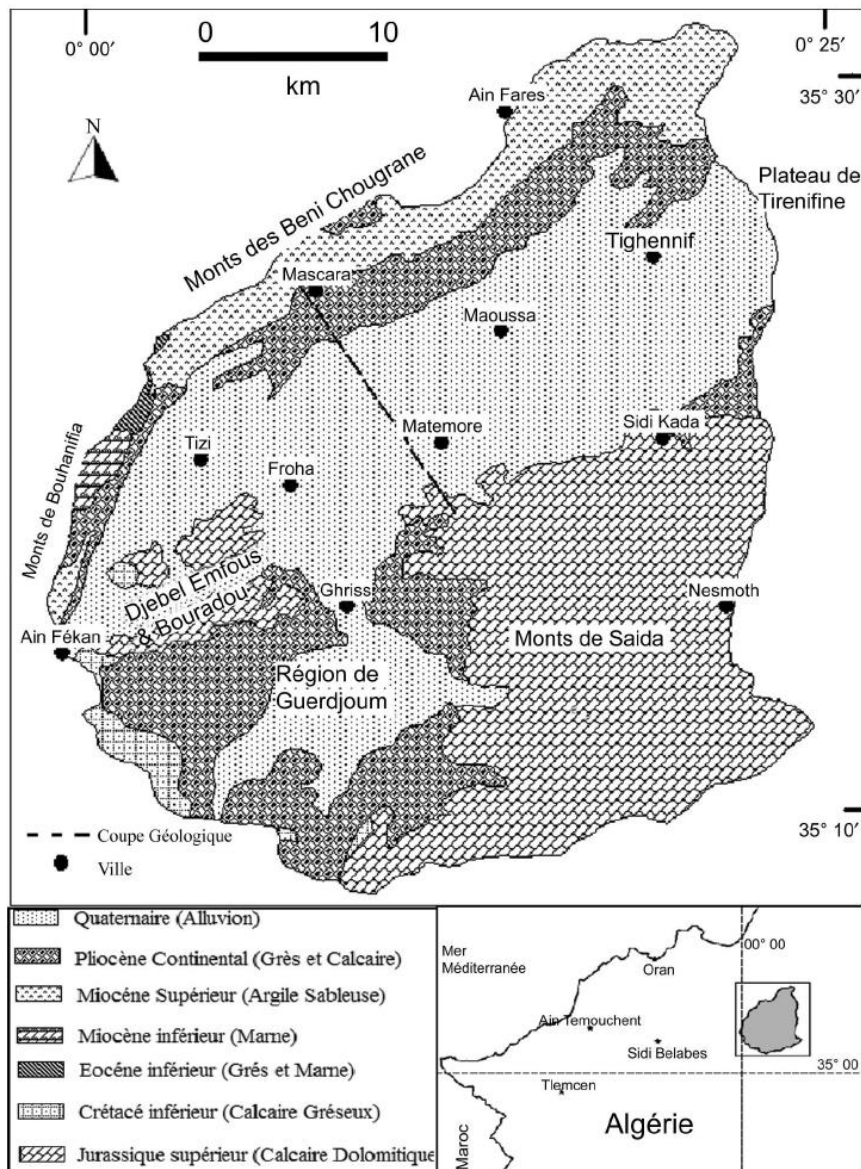 0 10
0° 00′ 0° 25′
km
35° 30′
Ain Fares
N
Monts des Beni Chougrane
Plateau de
Tirenifine
Tighennif
Mascara
Maoussa
Matemore
Sidi Kada
Tizi
Froha
Monts de Bouhanifia
Djebel Emfous
& Bouradou
Ghriss
Nesmoth
Ain Fékan
Monts de Saida
Région de
Guerdjoum
35° 10′
Coupe Géologique
Ville
Quaternaire (Alluvion)
Pliocène Continental (Grès et Calcaire)
Miocéne Supérieur (Argile Sableuse)
Miocène inférieur (Marne)
Eocéne inférieur (Grés et Marne)
Crétacé inférieur (Calcaire Gréseux)
Jurassique supérieur (Calcaire Dolomitique
Mer
Méditerranée
00° 00
Oran
Ain Temouchent
Sidi Belabes
35° 00
Tlemcen
Algérie
Maroc